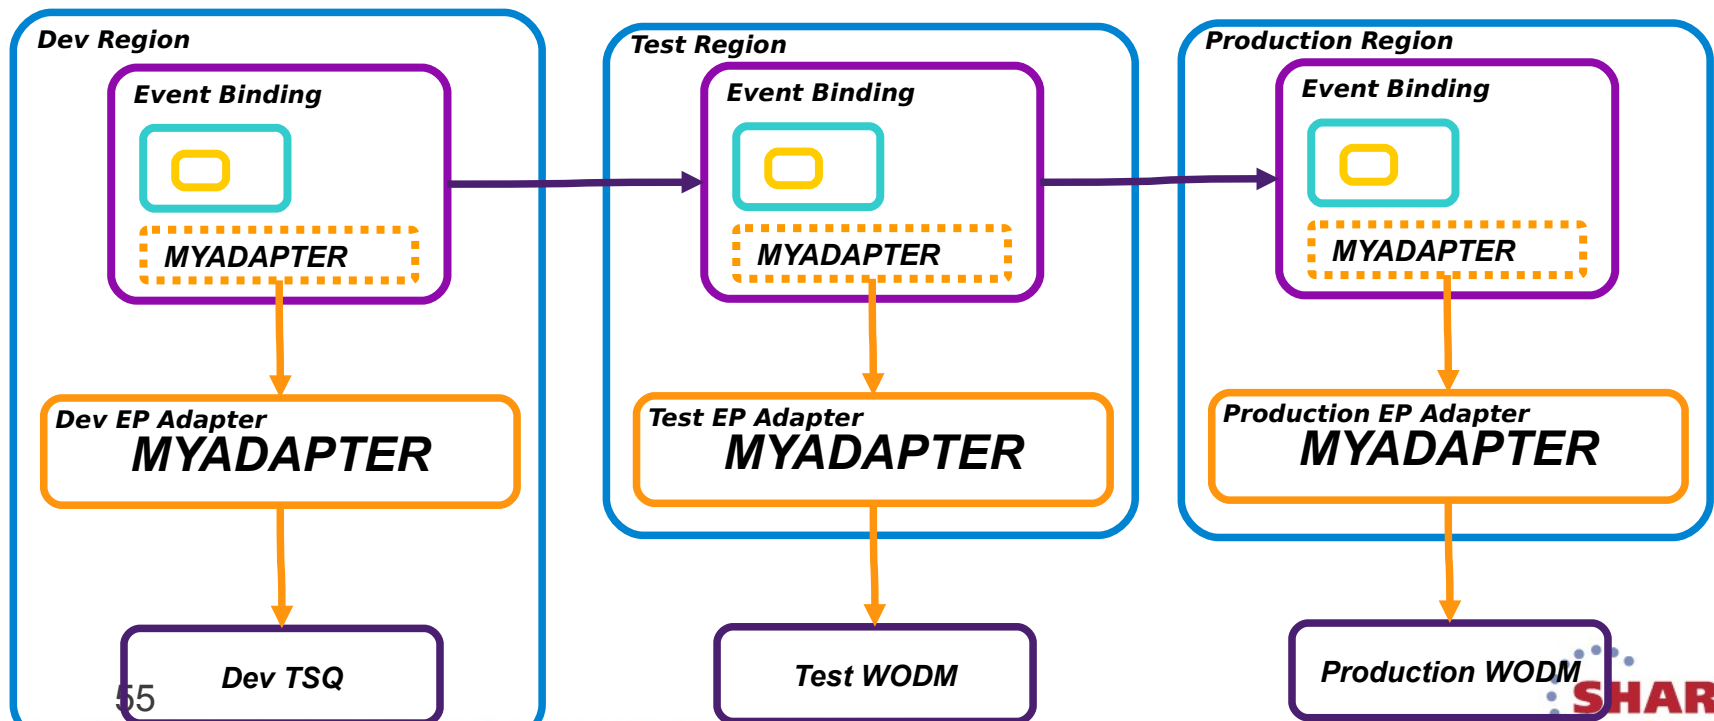 Dev Region
Event Binding
MYADAPTER
Dev EP Adapter
MYADAPTER
Dev TSQ
Test Region
Event Binding
MYADAPTER
Test EP Adapter
MYADAPTER
Test WODM
Production Region
Event Binding
MYADAPTER
Production EP Adapter
MYADAPTER
Production WODM
55
SHAR